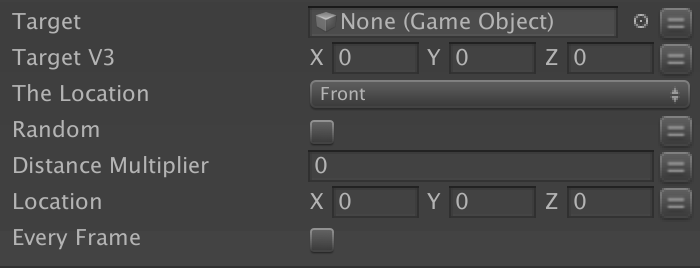 Target None (Game Object)
Target V3 X 0 Y 0 Z 0
The Location Front
Random
Distance Multiplier 0
Location X 0 Y 0 Z 0
Every Frame